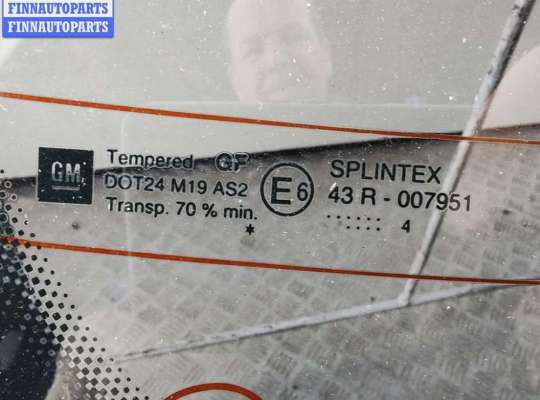 FINNAUTOPARTS
FINNAUTOPARTS
GM
Tempered
DOT24 M19 AS2
Transp. 70 % min.
*
E6
SPLINTEX
43 R - 007951
...... 4